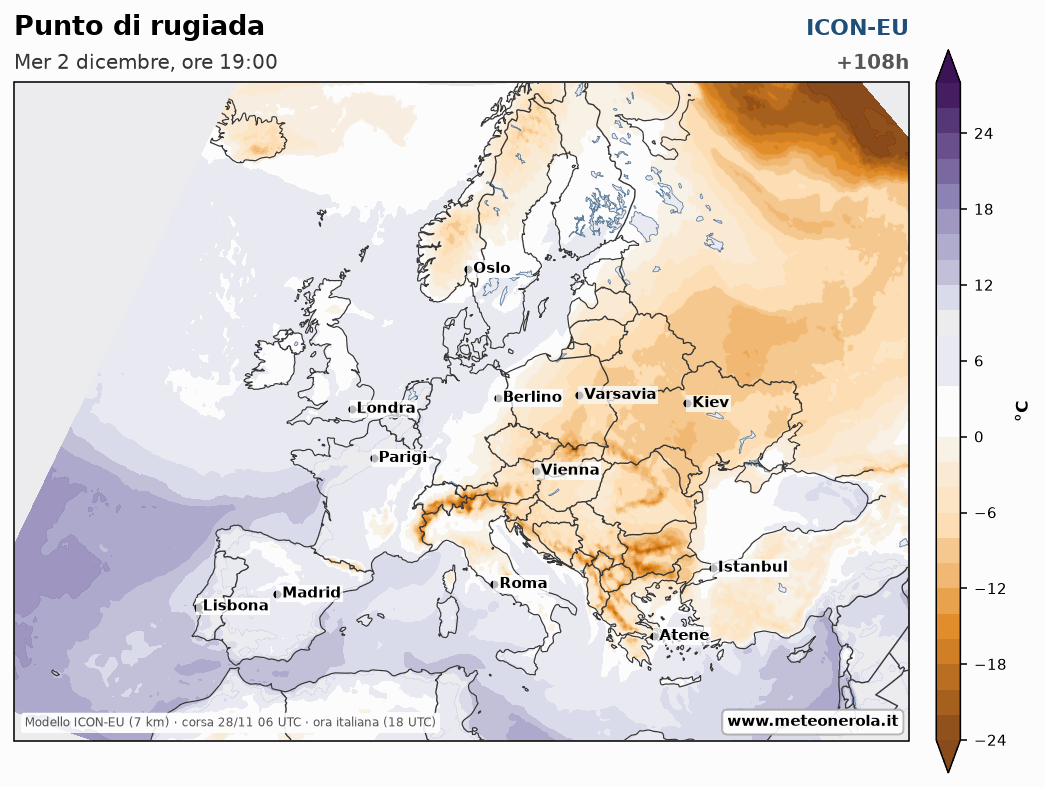 Punto di rugiada
ICON-EU
Mer 2 dicembre, ore 19:00
+108h
Oslo
Berlino
Varsavia
Londra
Kiev
Parigi
Vienna
Istanbul
Roma
Madrid
Lisbona
Atene
Modello ICON-EU (7 km) · corsa 28/11 06 UTC · ora italiana (18 UTC)
www.meteonerola.it
24
18
12
6
0
−6
−12
−18
−24
°C